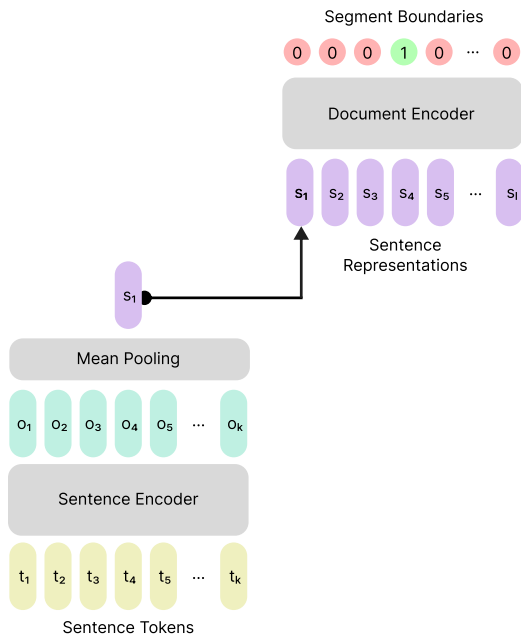 Segment Boundaries
0 0 0 1 0 ... 0
Document Encoder
s₁ s₂ s₃ s₄ s₅ ... sₗ
Sentence
Representations
s₁
Mean Pooling
o₁ o₂ o₃ o₄ o₅ ... oₖ
Sentence Encoder
t₁ t₂ t₃ t₄ t₅ ... tₖ
Sentence Tokens